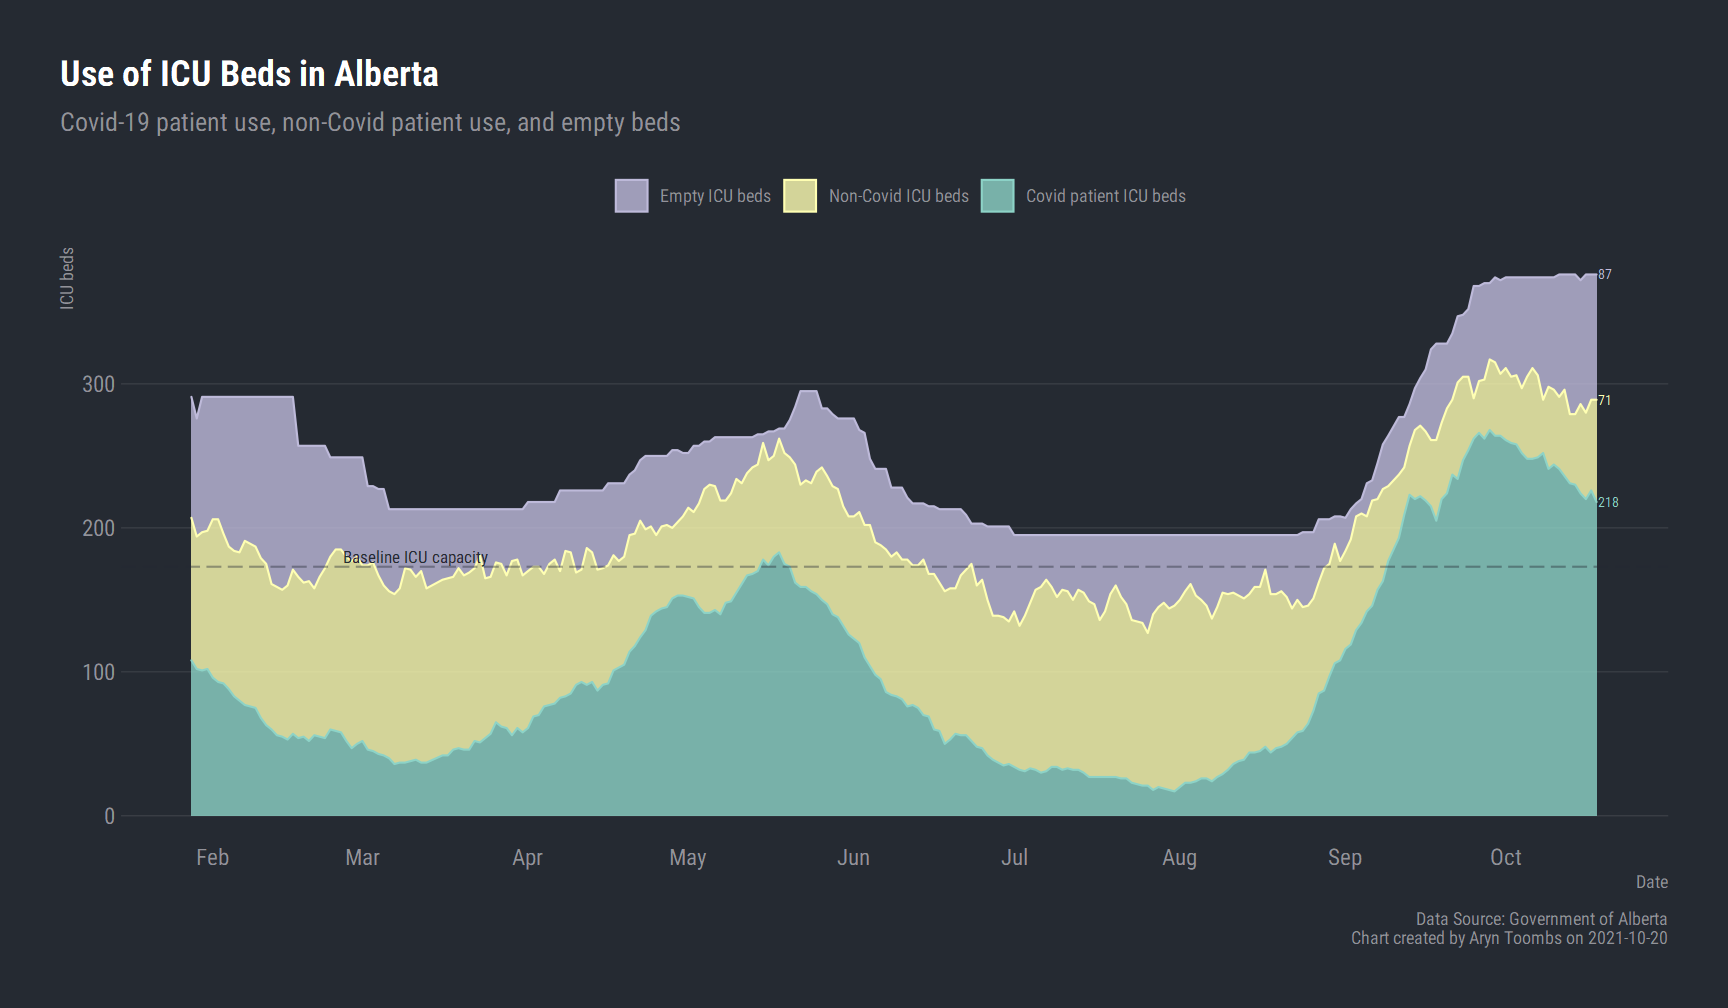 Use of ICU Beds in Alberta
Covid-19 patient use, non-Covid patient use, and empty beds
Empty ICU beds
Non-Covid ICU beds
Covid patient ICU beds
ICU beds
87
300
71
218
200
Baseline ICU capacity
100
0
Feb Mar Apr May Jun Jul Aug Sep Oct
Date
Data Source: Government of Alberta
Chart created by Aryn Toombs on 2021-10-20